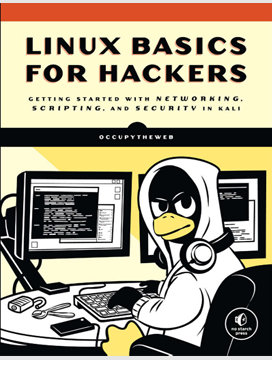 LINUX BASICS
FOR HACKERS
GETTING STARTED WITH NETWORKING,
SCRIPTING, AND SECURITY IN KALI
OCCUPYTHEWEB
no starch
press